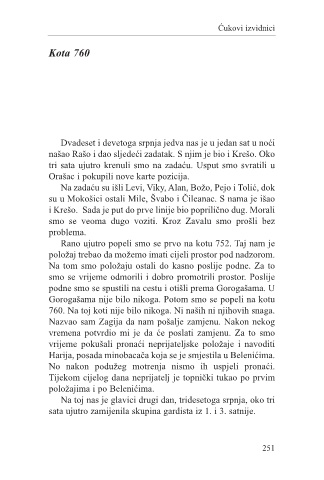 Ćukovi izvidnici
Kota 760
Dvadeset i devetoga srpnja jedva nas je u jedan sat u noći
našao Rašo i dao sljedeći zadatak. S njim je bio i Krešo. Oko
tri sata ujutro krenuli smo na zadaću. Usput smo svratili u
Orašac i pokupili nove karte pozicija.
Na zadaću su išli Levi, Viky, Alan, Božo, Pejo i Tolić, dok
su u Mokošici ostali Mile, Švabo i Čileanac. S nama je išao
i Krešo.  Sada je put do prve linije bio poprilično dug. Morali
smo se veoma dugo voziti. Kroz Zavalu smo prošli bez
problema.
Rano ujutro popeli smo se prvo na kotu 752. Taj nam je
položaj trebao da možemo imati cijeli prostor pod nadzorom.
Na tom smo položaju ostali do kasno poslije podne. Za to
smo se vrijeme odmorili i dobro promotrili prostor. Poslije
podne smo se spustili na cestu i otišli prema Gorogašama. U
Gorogašama nije bilo nikoga. Potom smo se popeli na kotu
760. Na toj koti nije bilo nikoga. Ni naših ni njihovih snaga.
Nazvao sam Zagija da nam pošalje zamjenu. Nakon nekog
vremena potvrdio mi je da će poslati zamjenu. Za to smo
vrijeme pokušali pronaći neprijateljske položaje i navoditi
Harija, posada minobacača koja se je smjestila u Belenićima.
No nakon podužeg motrenja nismo ih uspjeli pronaći.
Tijekom cijelog dana neprijatelj je topnički tukao po prvim
položajima i po Belenićima.
Na toj nas je glavici drugi dan, tridesetoga srpnja, oko tri
sata ujutro zamijenila skupina gardista iz 1. i 3. satnije.
251